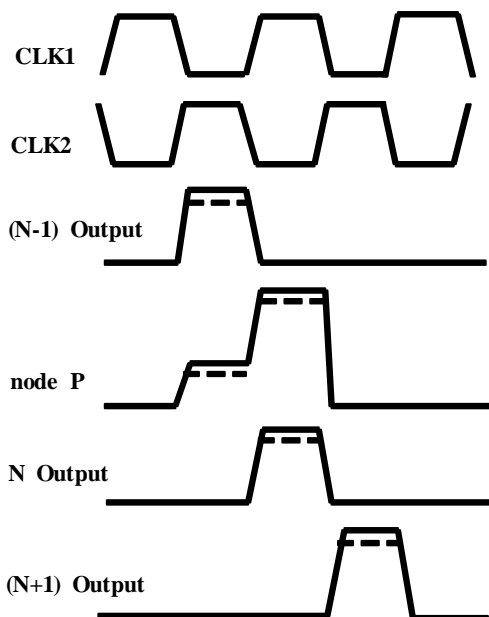 CLK1
CLK2
(N-1) Output
node P
N Output
(N+1) Output